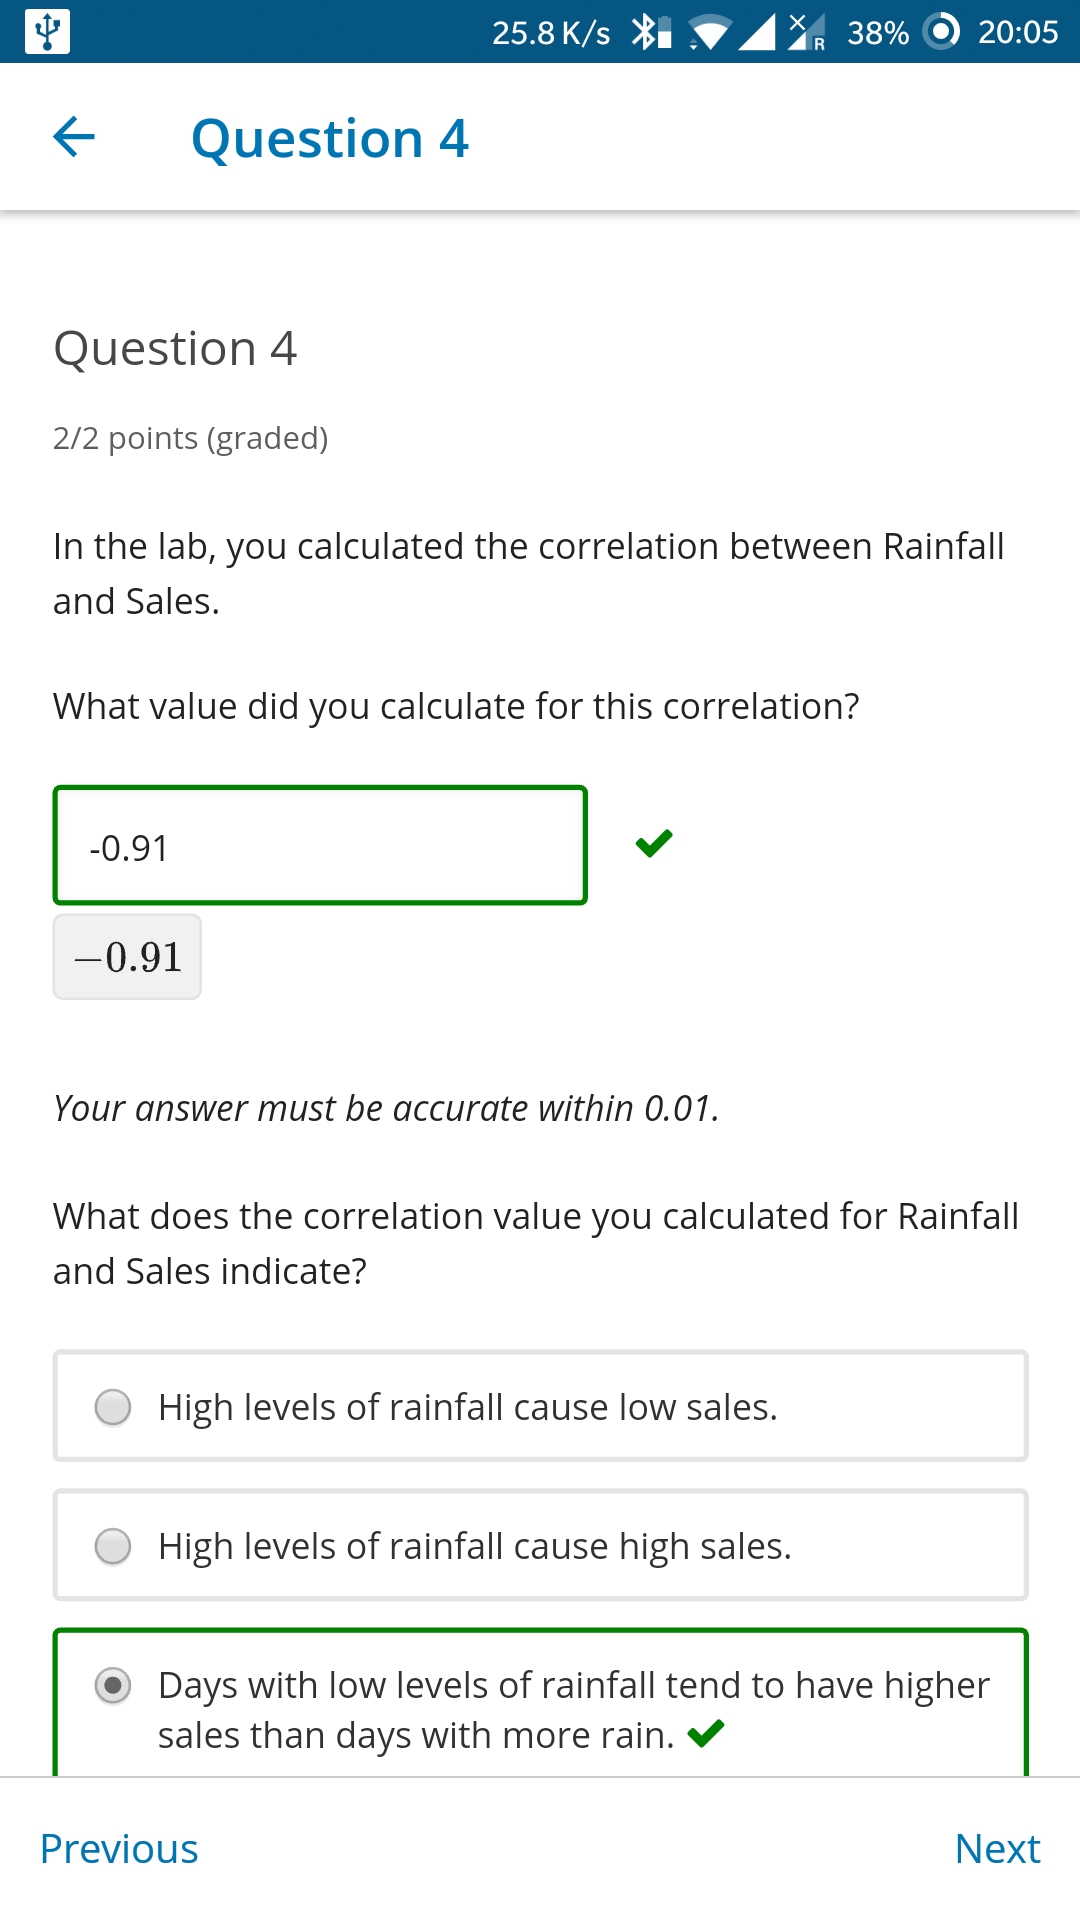 25.8 K/s R 38% 20:05
Question 4
Question 4
2/2 points (graded)
In the lab, you calculated the correlation between Rainfall
and Sales.
What value did you calculate for this correlation?
-0.91
−0.91
Your answer must be accurate within 0.01.
What does the correlation value you calculated for Rainfall
and Sales indicate?
High levels of rainfall cause low sales.
High levels of rainfall cause high sales.
Days with low levels of rainfall tend to have higher
sales than days with more rain.
Previous Next